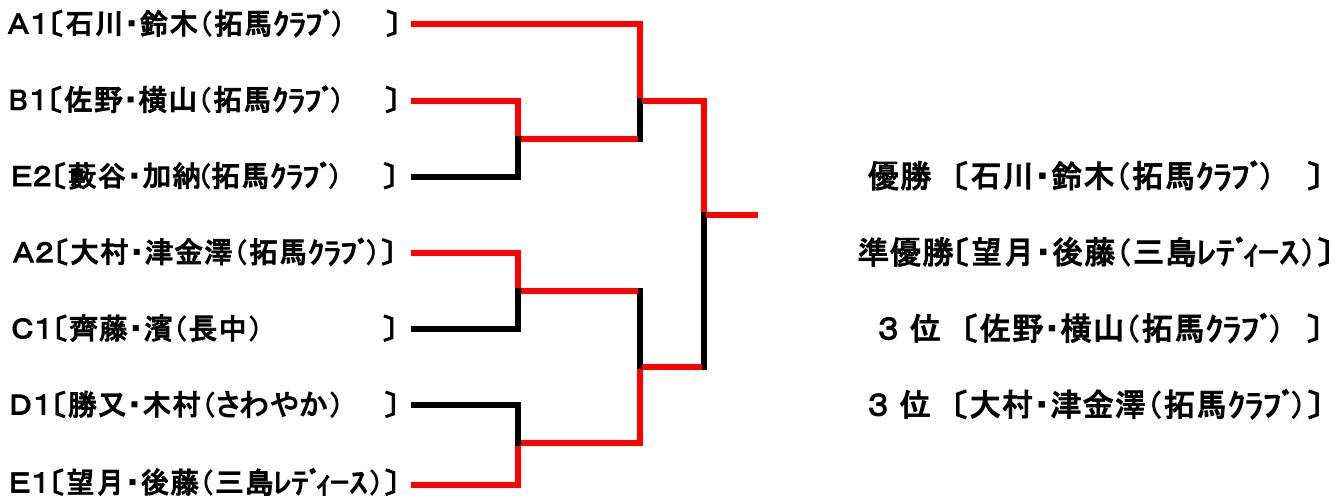 A1〔石川・鈴木(拓馬ｸﾗﾌﾞ) 〕
B1〔佐野・横山(拓馬ｸﾗﾌﾞ) 〕
E2〔藪谷・加納(拓馬ｸﾗﾌﾞ) 〕
A2〔大村・津金澤(拓馬ｸﾗﾌﾞ)〕
C1〔齊藤・濱(長中) 〕
D1〔勝又・木村(さわやか) 〕
E1〔望月・後藤(三島ﾚﾃﾞｨｰｽ)〕
優勝 〔石川・鈴木(拓馬ｸﾗﾌﾞ) 〕
準優勝〔望月・後藤(三島ﾚﾃﾞｨｰｽ)〕
3 位 〔佐野・横山(拓馬ｸﾗﾌﾞ) 〕
3 位 〔大村・津金澤(拓馬ｸﾗﾌﾞ)〕